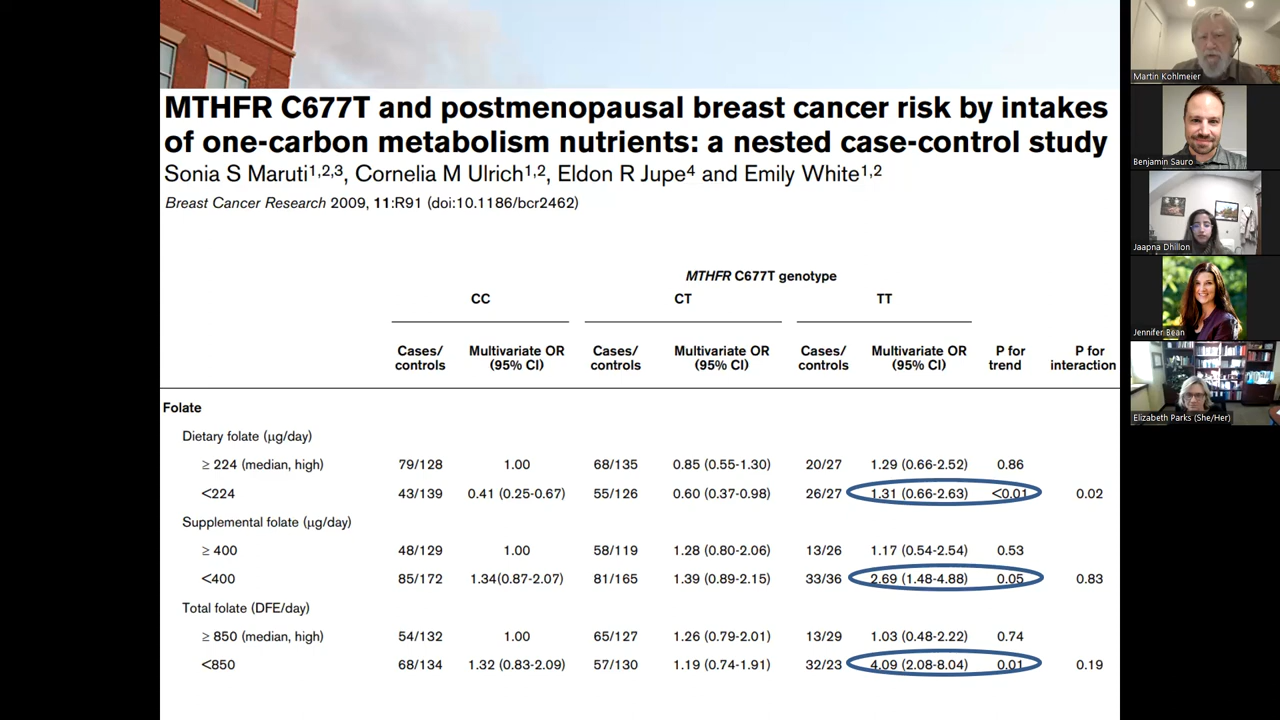 MTHFR C677T and postmenopausal breast cancer risk by intakes
of one-carbon metabolism nutrients: a nested case-control study
Sonia S Maruti1,2,3, Cornelia M Ulrich1,2, Eldon R Jupe4 and Emily White1,2
Breast Cancer Research 2009, 11:R91 (doi:10.1186/bcr2462)
MTHFR C677T genotype
CC CT TT
Cases/ Multivariate OR Cases/ Multivariate OR Cases/ Multivariate OR P for P for
controls (95% CI) controls (95% CI) controls (95% CI) trend interaction
Folate
Dietary folate (µg/day)
≥ 224 (median, high) 79/128 1.00 68/135 0.85 (0.55-1.30) 20/27 1.29 (0.66-2.52) 0.86
<224 43/139 0.41 (0.25-0.67) 55/126 0.60 (0.37-0.98) 26/27 1.31 (0.66-2.63) <0.01 0.02
Supplemental folate (µg/day)
≥ 400 48/129 1.00 58/119 1.28 (0.80-2.06) 13/26 1.17 (0.54-2.54) 0.53
<400 85/172 1.34(0.87-2.07) 81/165 1.39 (0.89-2.15) 33/36 2.69 (1.48-4.88) 0.05 0.83
Total folate (DFE/day)
≥ 850 (median, high) 54/132 1.00 65/127 1.26 (0.79-2.01) 13/29 1.03 (0.48-2.22) 0.74
<850 68/134 1.32 (0.83-2.09) 57/130 1.19 (0.74-1.91) 32/23 4.09 (2.08-8.04) 0.01 0.19
Martin Kohlmeier
Benjamin Sauro
Jaapna Dhillon
Jennifer Bean
Elizabeth Parks (She/Her)